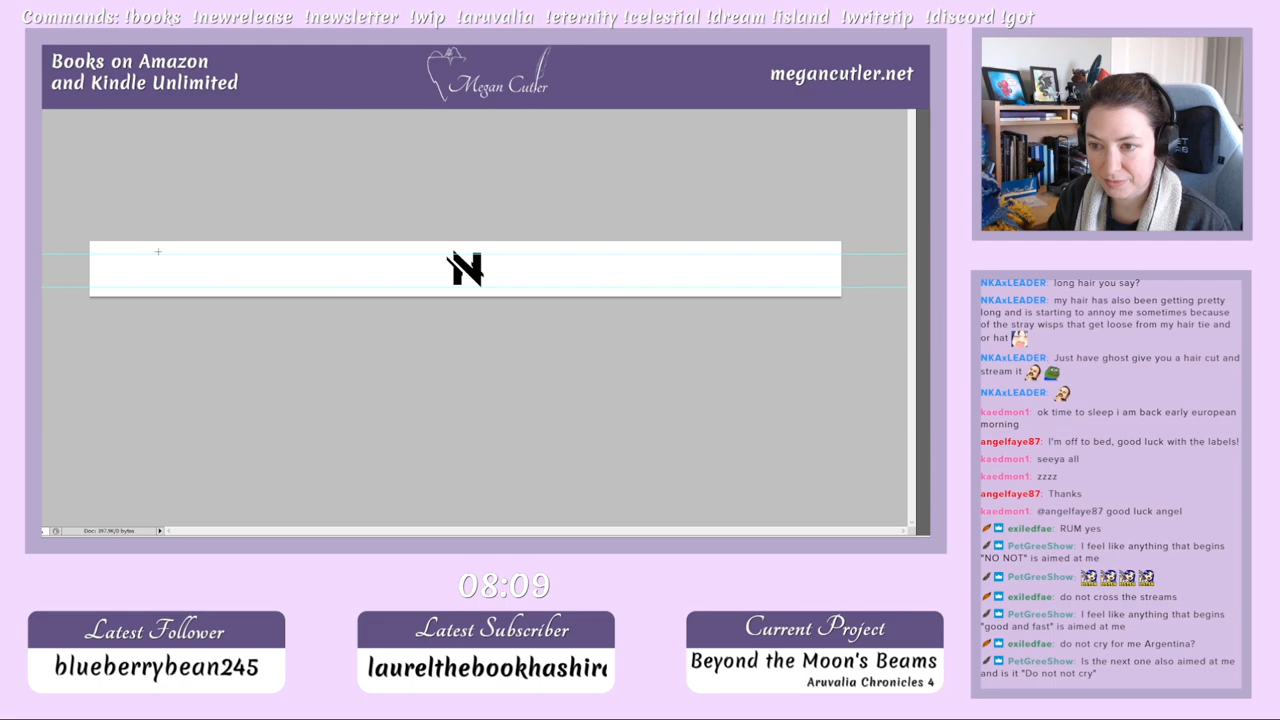 Commands: !books !newrelease !newsletter !wip !aruvalia !eternity !celestial !dream !island !writetip !discord !got
Books on Amazon
and Kindle Unlimited
Megan Cutler
megancutler.net
N
Doc: 397.9K/0 bytes
NKAxLEADER: long hair you say?
NKAxLEADER: my hair has also been getting pretty
long and is starting to annoy me sometimes because
of the stray wisps that get loose from my hair tie and
or hat
NKAxLEADER: Just have ghost give you a hair cut and
stream it
NKAxLEADER:
kaedmon1: ok time to sleep i am back early european
morning
angelfaye87: I'm off to bed, good luck with the labels!
kaedmon1: seeya all
kaedmon1: zzzz
angelfaye87: Thanks
kaedmon1: @angelfaye87 good luck angel
exiledfae: RUM yes
PetGreeShow: I feel like anything that begins
"NO NOT" is aimed at me
PetGreeShow:
exiledfae: do not cross the streams
PetGreeShow: I feel like anything that begins
"good and fast" is aimed at me
exiledfae: do not cry for me Argentina?
PetGreeShow: Is the next one also aimed at me
and is it "Do not not cry"
08:09
Latest Follower
blueberrybean245
Latest Subscriber
laurelthebookhashira
Current Project
Beyond the Moon's Beams
Aruvalia Chronicles 4